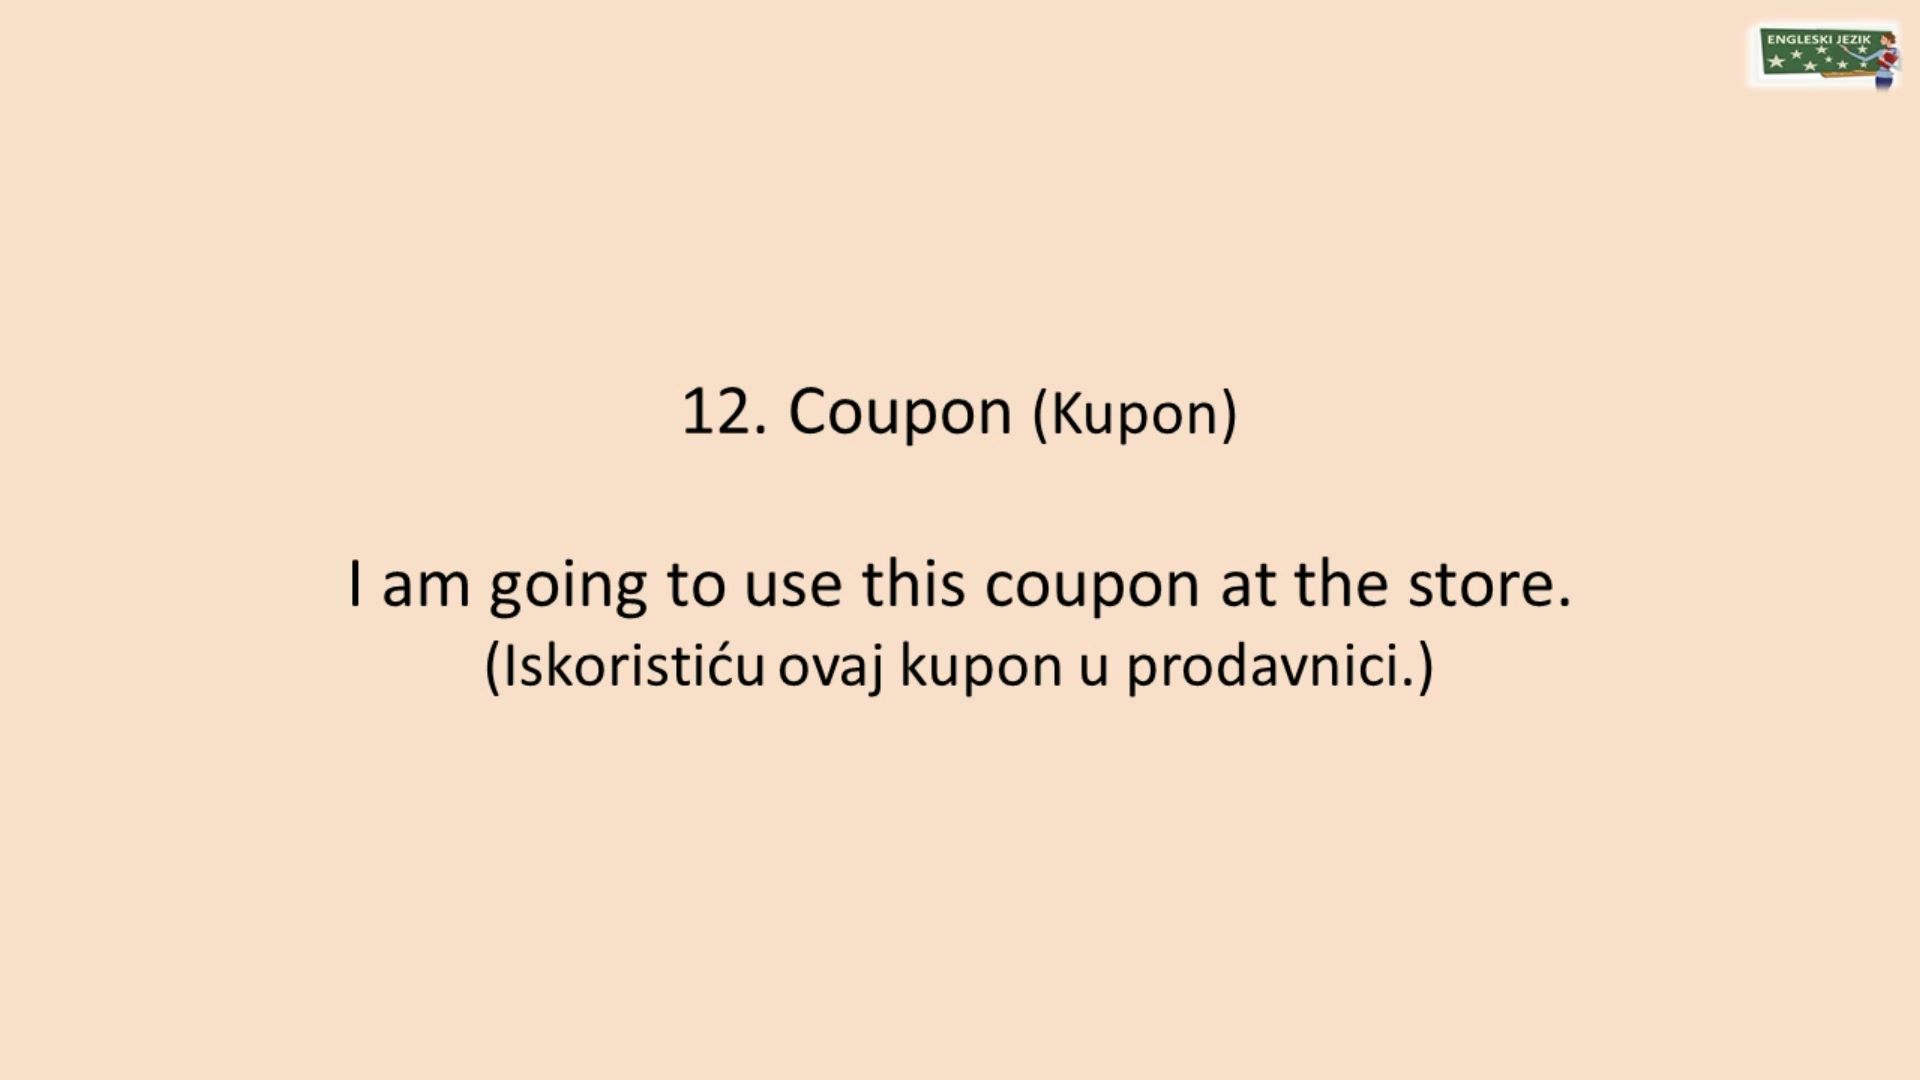 ENGLESKI JEZIK
12. Coupon (Kupon)
I am going to use this coupon at the store.
(Iskoristiću ovaj kupon u prodavnici.)